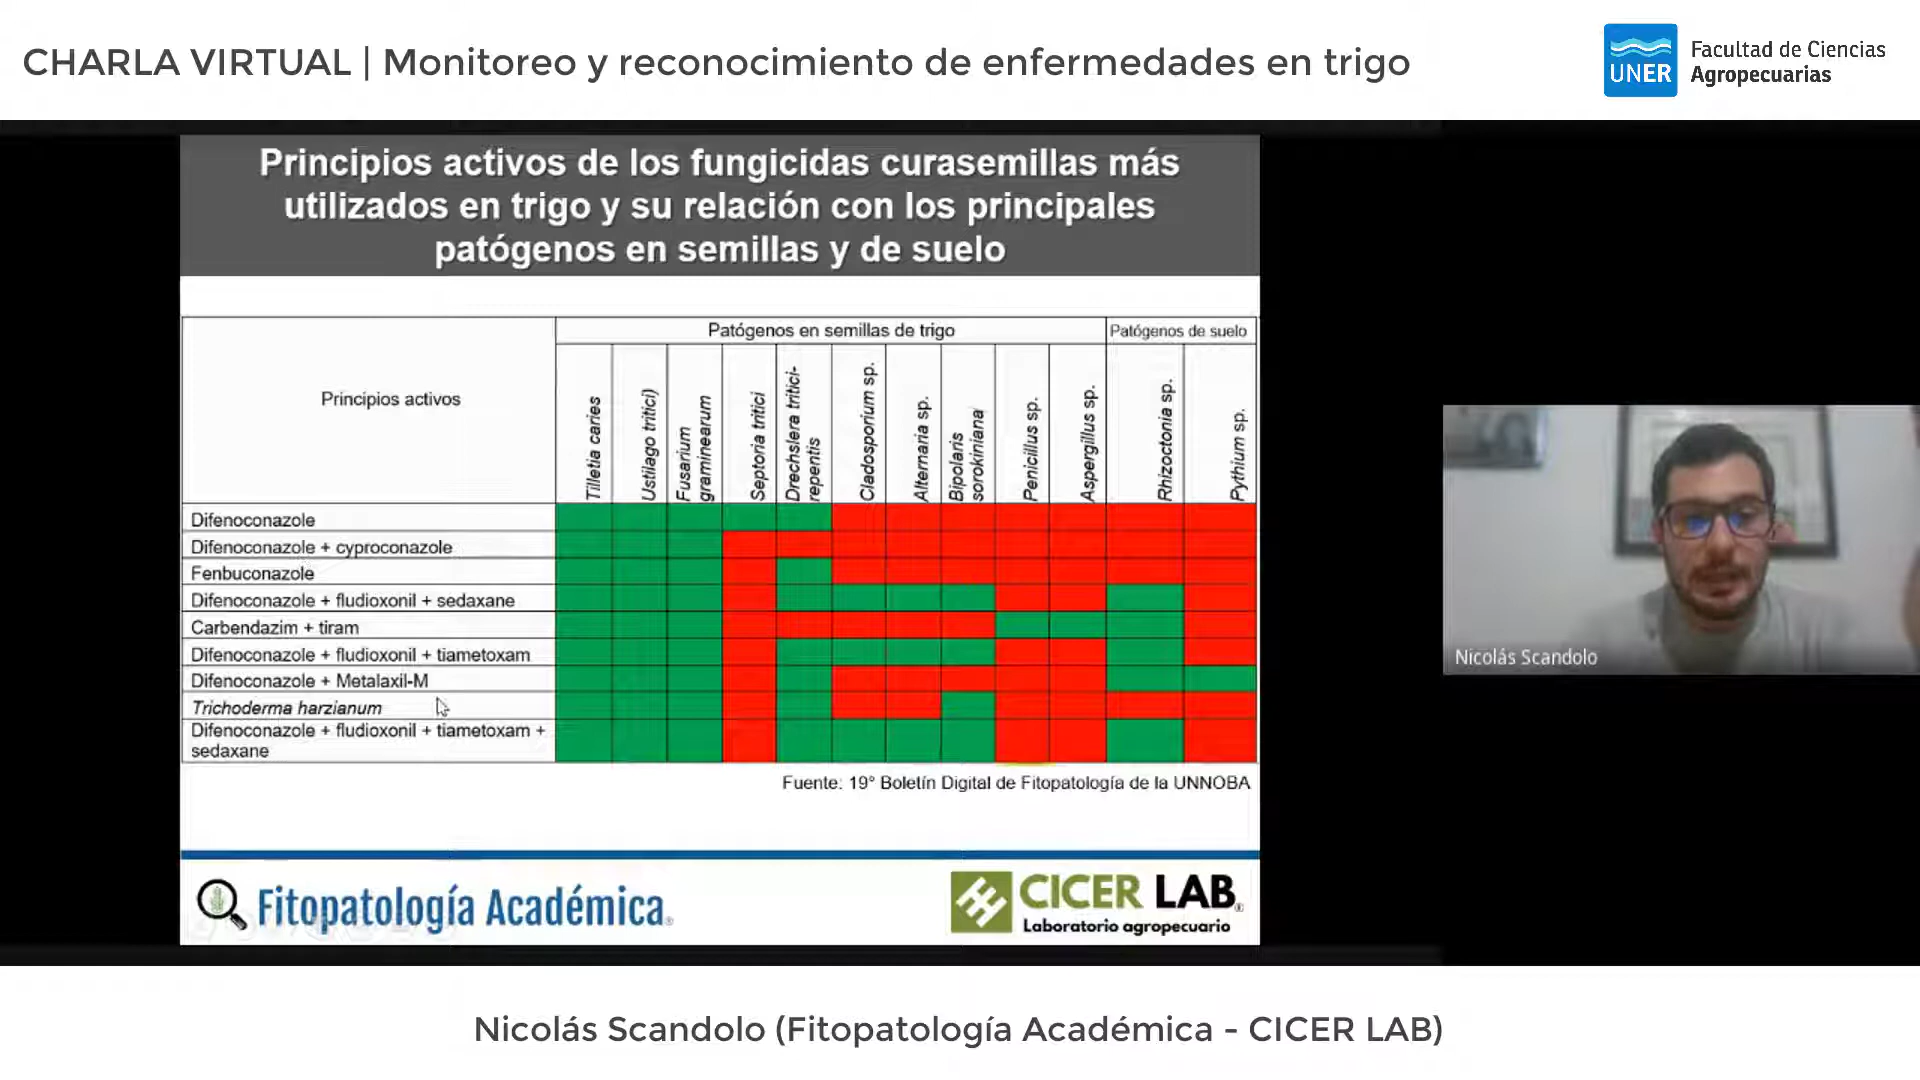 CHARLA VIRTUAL | Monitoreo y reconocimiento de enfermedades en trigo
UNER
Facultad de Ciencias
Agropecuarias
Principios activos de los fungicidas curasemillas más
utilizados en trigo y su relación con los principales
patógenos en semillas y de suelo
Principios activos
Patógenos en semillas de trigo
Patógenos de suelo
Tilletia caries
Ustilago tritici)
Fusarium
graminearum
Septoria tritici
Drechslera tritici-
repentis
Cladosporium sp.
Alternaria sp.
Bipolaris
sorokiniana
Penicillus sp.
Aspergillus sp.
Rhizoctonia sp.
Pythium sp.
Difenoconazole
Difenoconazole + cyproconazole
Fenbuconazole
Difenoconazole + fludioxonil + sedaxane
Carbendazim + tiram
Difenoconazole + fludioxonil + tiametoxam
Difenoconazole + Metalaxil-M
Trichoderma harzianum
Difenoconazole + fludioxonil + tiametoxam +
sedaxane
Fuente: 19° Boletín Digital de Fitopatología de la UNNOBA
Fitopatología Académica®
CICER LAB®
Laboratorio agropecuario
Nicolás Scandolo
Nicolás Scandolo (Fitopatología Académica - CICER LAB)